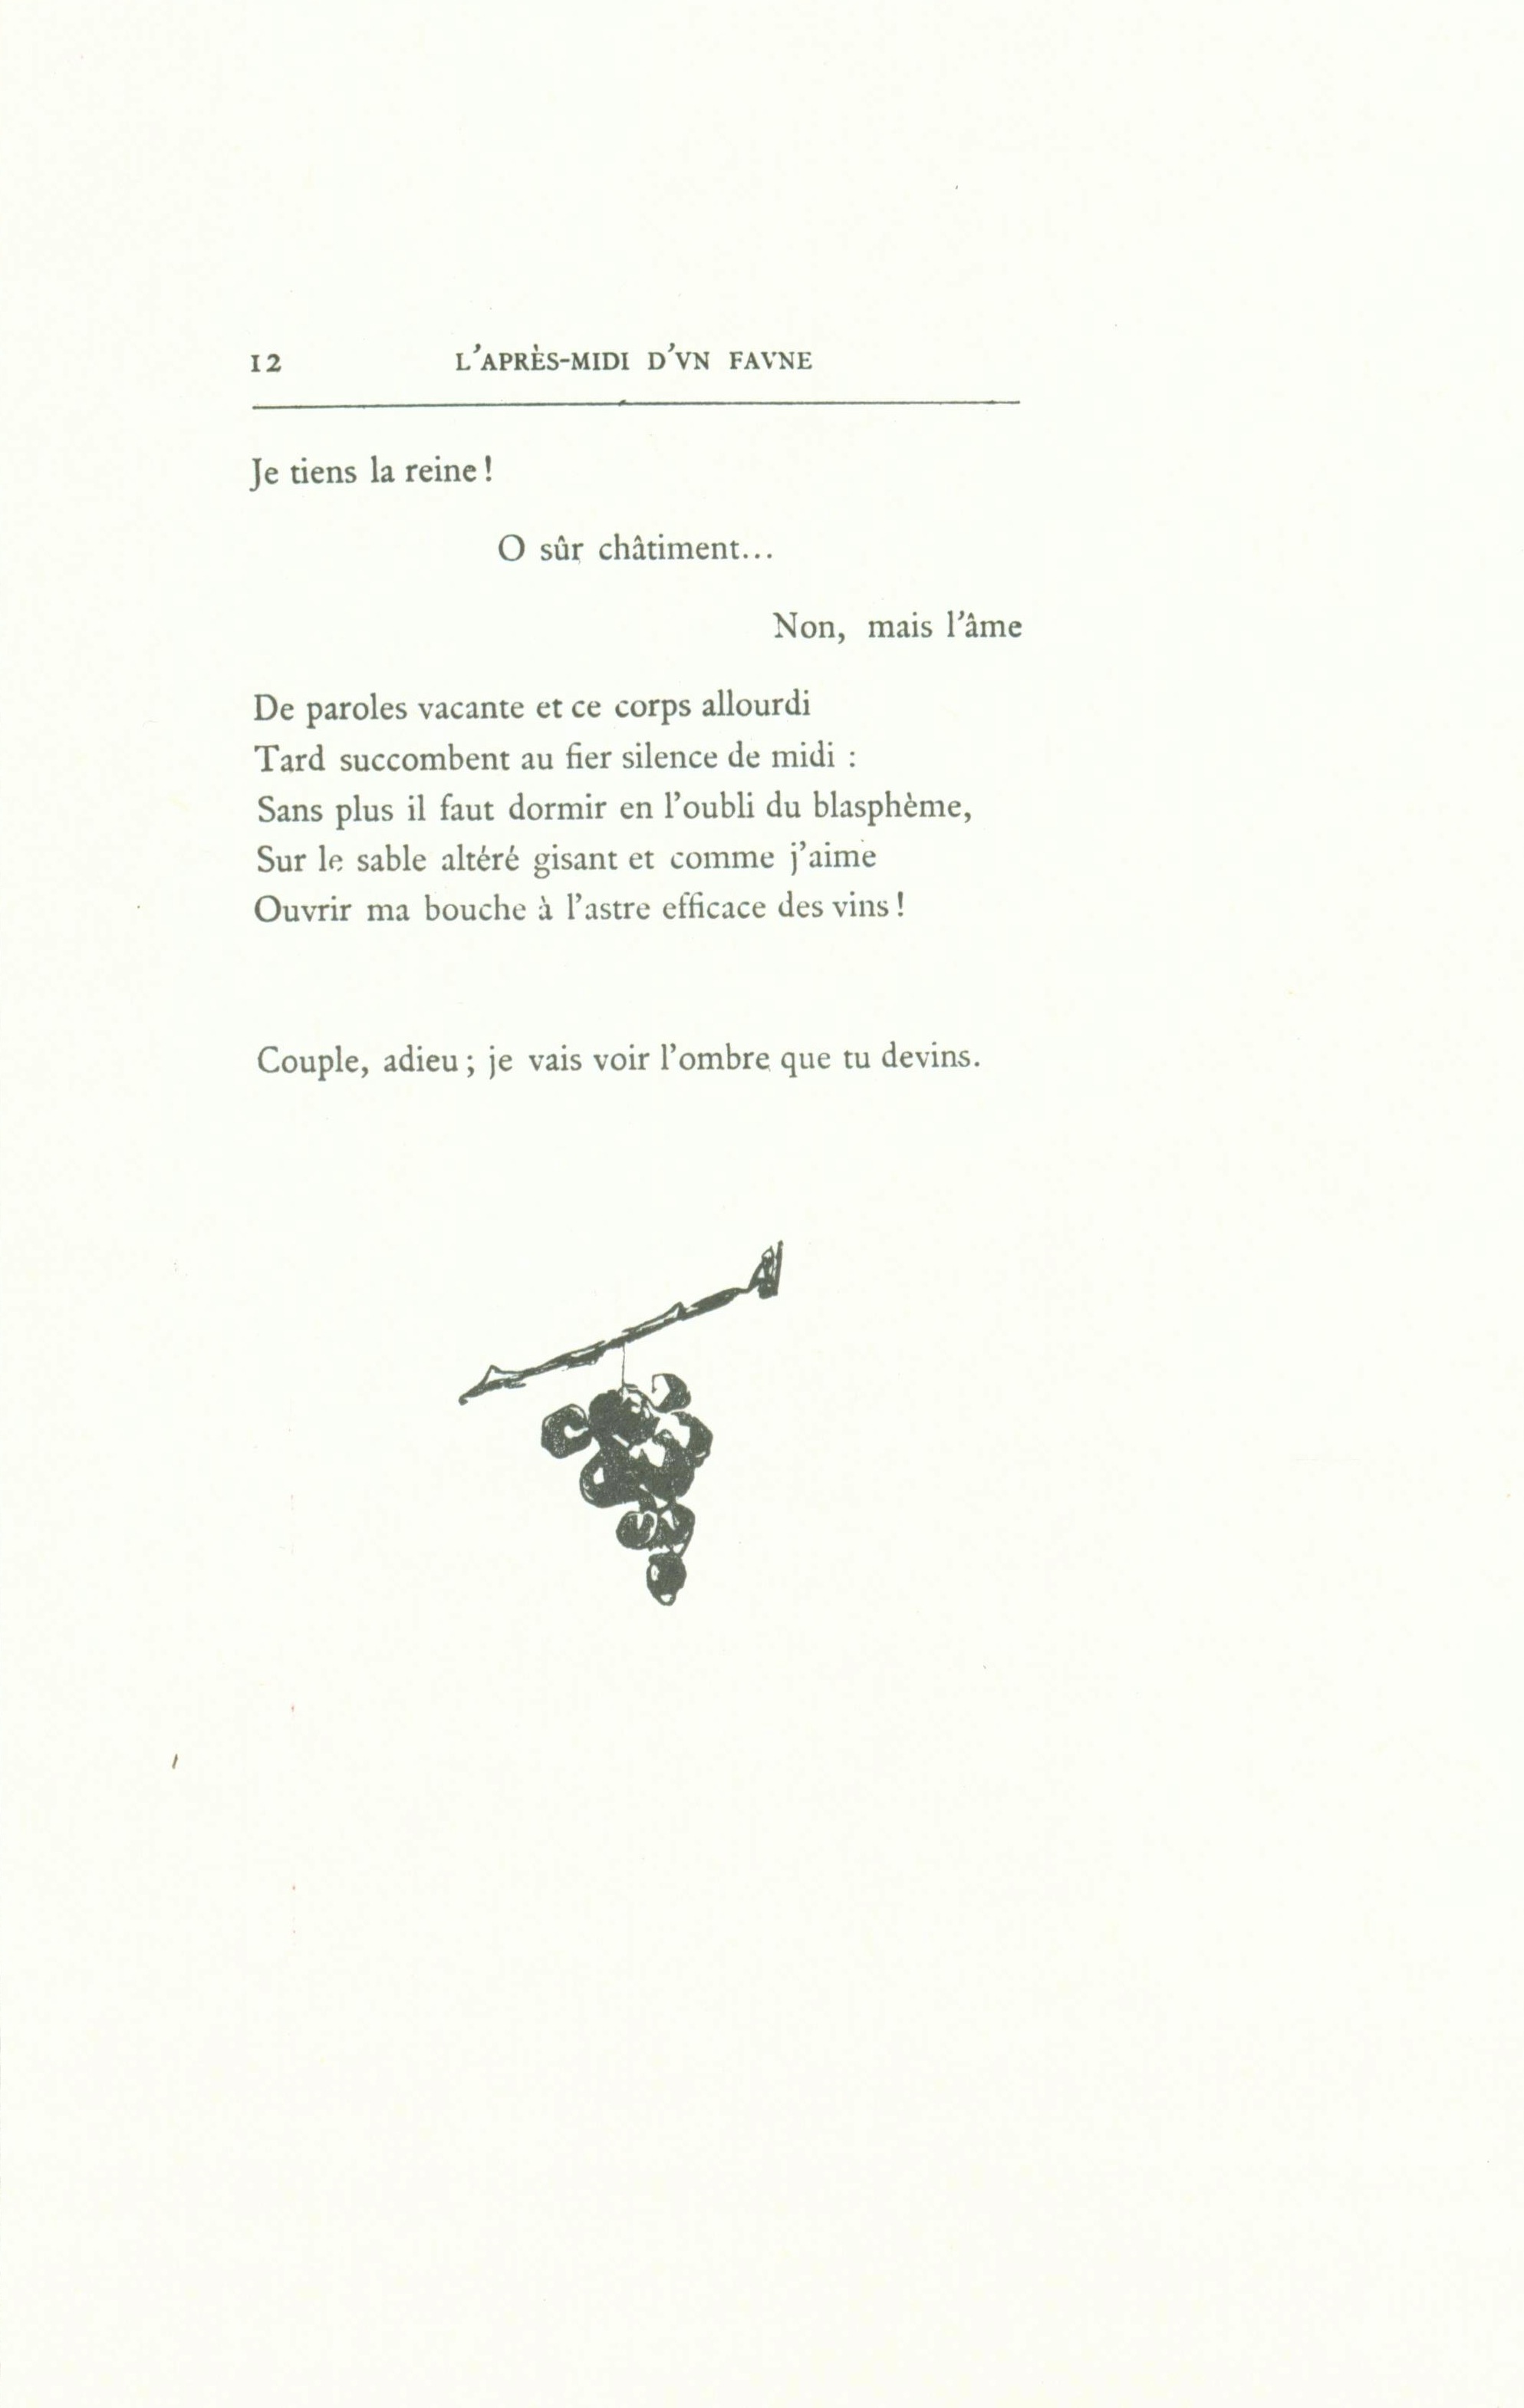 12 L'APRÈS-MIDI D'VN FAVNE
Je tiens la reine !
O sûr châtiment...
Non, mais l'âme
De paroles vacante et ce corps allourdi
Tard succombent au fier silence de midi :
Sans plus il faut dormir en l'oubli du blasphème,
Sur le sable altéré gisant et comme j'aime
Ouvrir ma bouche à l'astre efficace des vins !
Couple, adieu ; je vais voir l'ombre que tu devins.